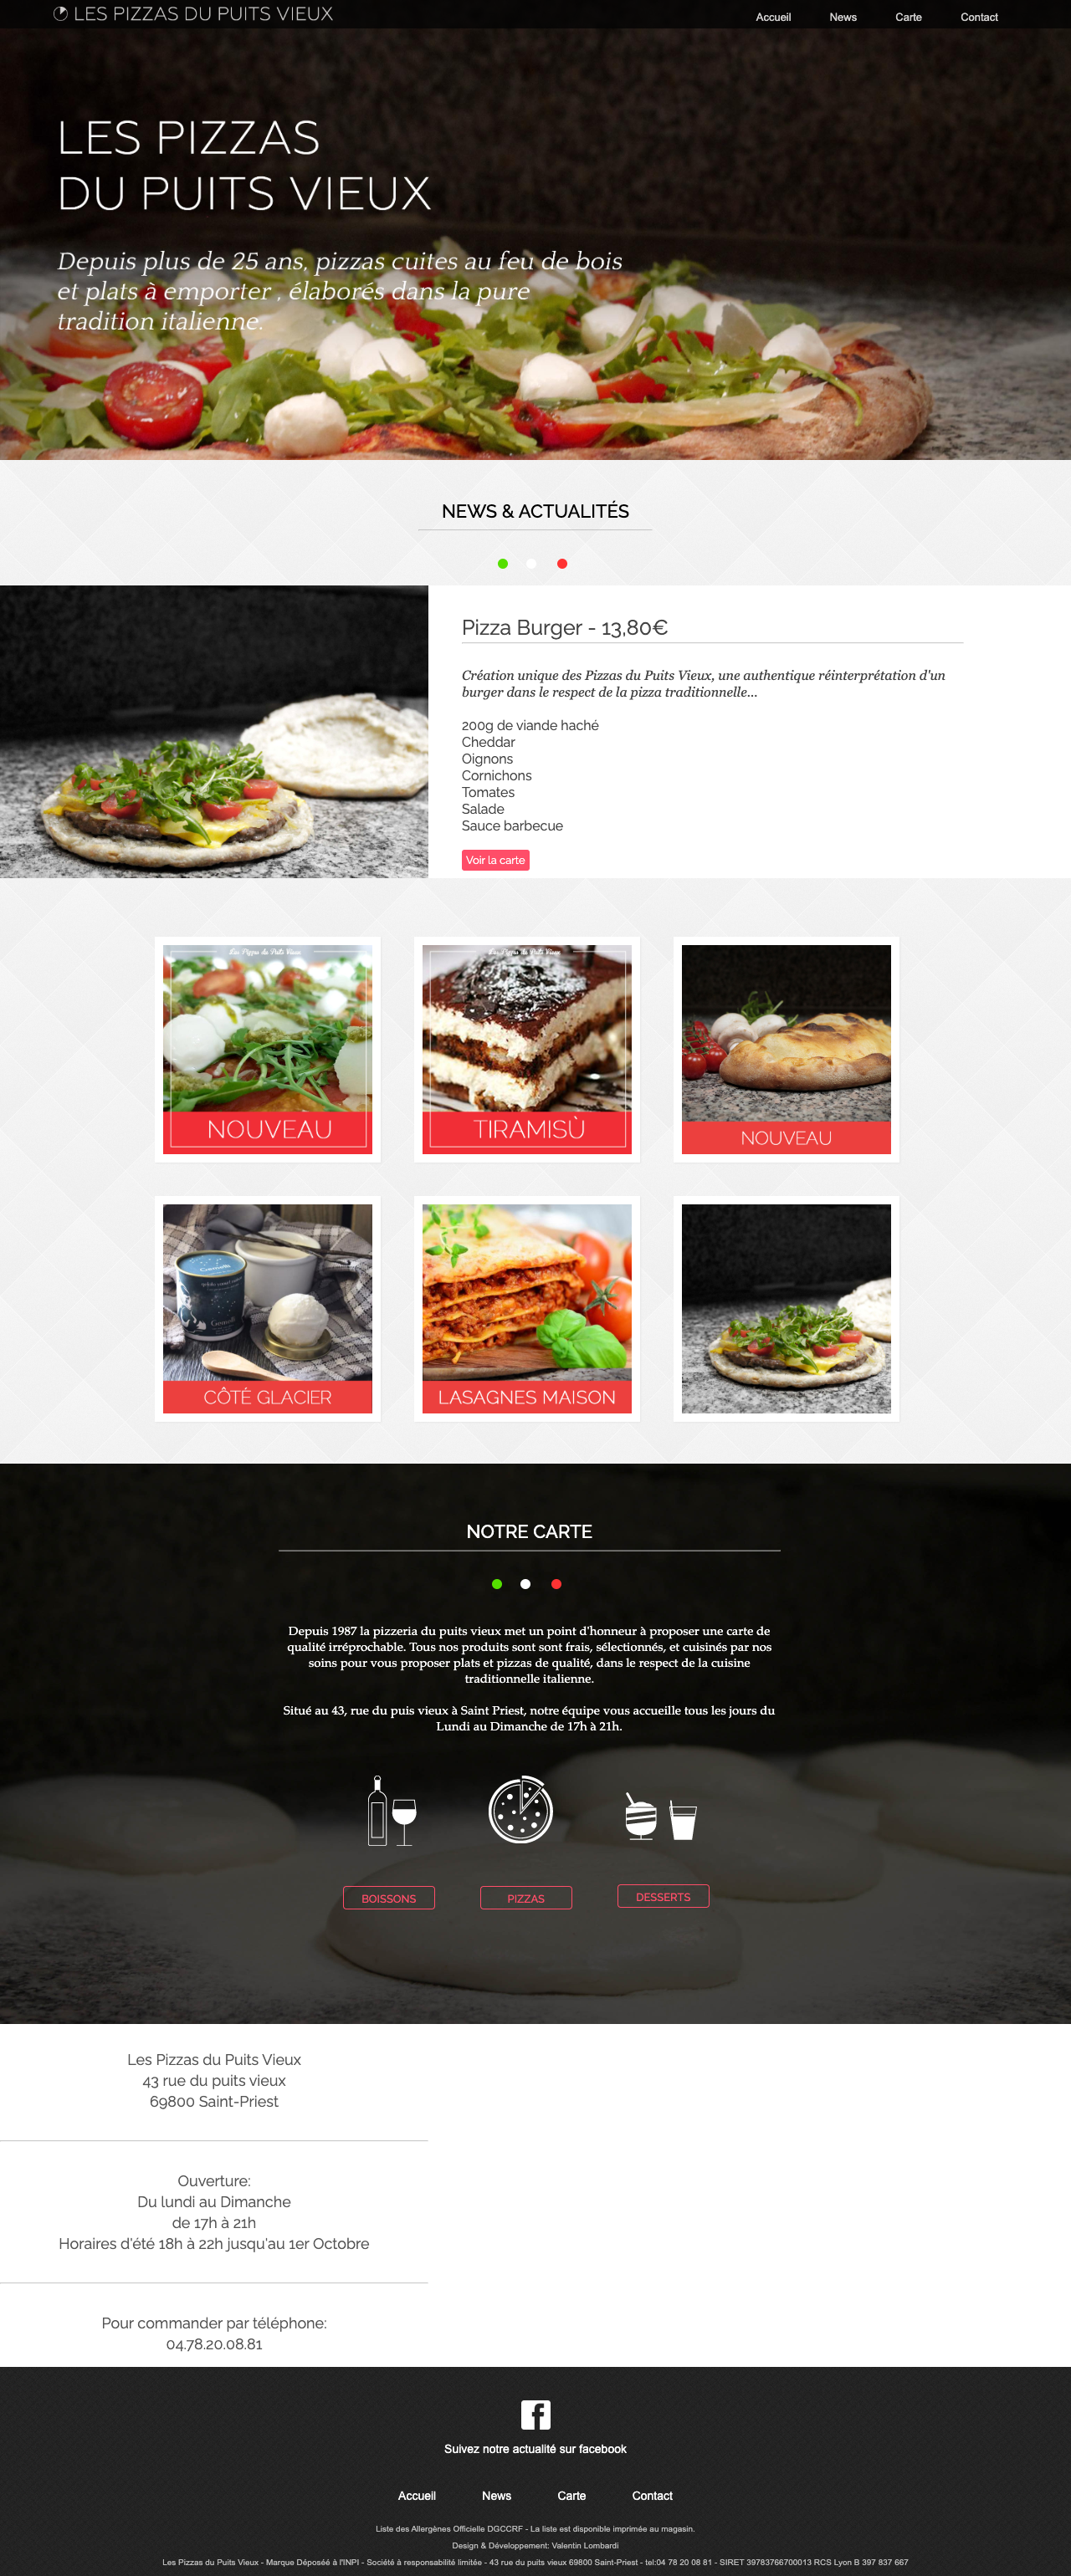 LES PIZZAS DU PUITS VIEUX
Accueil News Carte Contact
LES PIZZAS
DU PUITS VIEUX
Depuis plus de 25 ans, pizzas cuites au feu de bois
et plats à emporter , élaborés dans la pure
tradition italienne.
NEWS & ACTUALITÉS
Pizza Burger - 13,80€
Création unique des Pizzas du Puits Vieux, une authentique réinterprétation d'un
burger dans le respect de la pizza traditionnelle...
200g de viande haché
Cheddar
Oignons
Cornichons
Tomates
Salade
Sauce barbecue
Voir la carte
Les Pizzas du Puits Vieux
NOUVEAU
Les Pizzas du Puits Vieux
TIRAMISÙ
NOUVEAU
CÔTÉ GLACIER
LASAGNES MAISON
NOTRE CARTE
Depuis 1987 la pizzeria du puits vieux met un point d'honneur à proposer une carte de
qualité irréprochable. Tous nos produits sont sont frais, sélectionnés, et cuisinés par nos
soins pour vous proposer plats et pizzas de qualité, dans le respect de la cuisine
traditionnelle italienne.
Situé au 43, rue du puis vieux à Saint Priest, notre équipe vous accueille tous les jours du
Lundi au Dimanche de 17h à 21h.
BOISSONS
PIZZAS
DESSERTS
Les Pizzas du Puits Vieux
43 rue du puits vieux
69800 Saint-Priest
Ouverture:
Du lundi au Dimanche
de 17h à 21h
Horaires d'été 18h à 22h jusqu'au 1er Octobre
Pour commander par téléphone:
04.78.20.08.81
Suivez notre actualité sur facebook
Accueil News Carte Contact
Liste des Allergènes Officielle DGCCRF - La liste est disponible imprimée au magasin.
Design & Développement: Valentin Lombardi
Les Pizzas du Puits Vieux - Marque Déposéé à l'INPI - Société à responsabilité limitée - 43 rue du puits vieux 69800 Saint-Priest - tel:04 78 20 08 81 - SIRET 39783766700013 RCS Lyon B 397 837 667